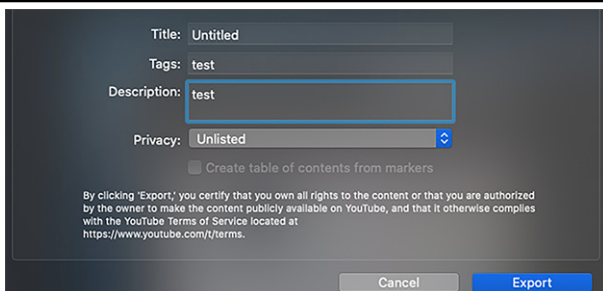 Title: Untitled
Tags: test
Description: test
Privacy: Unlisted
Create table of contents from markers
By clicking 'Export,' you certify that you own all rights to the content or that you are authorized
by the owner to make the content publicly available on YouTube, and that it otherwise complies
with the YouTube Terms of Service located at
https://www.youtube.com/t/terms.
Cancel Export